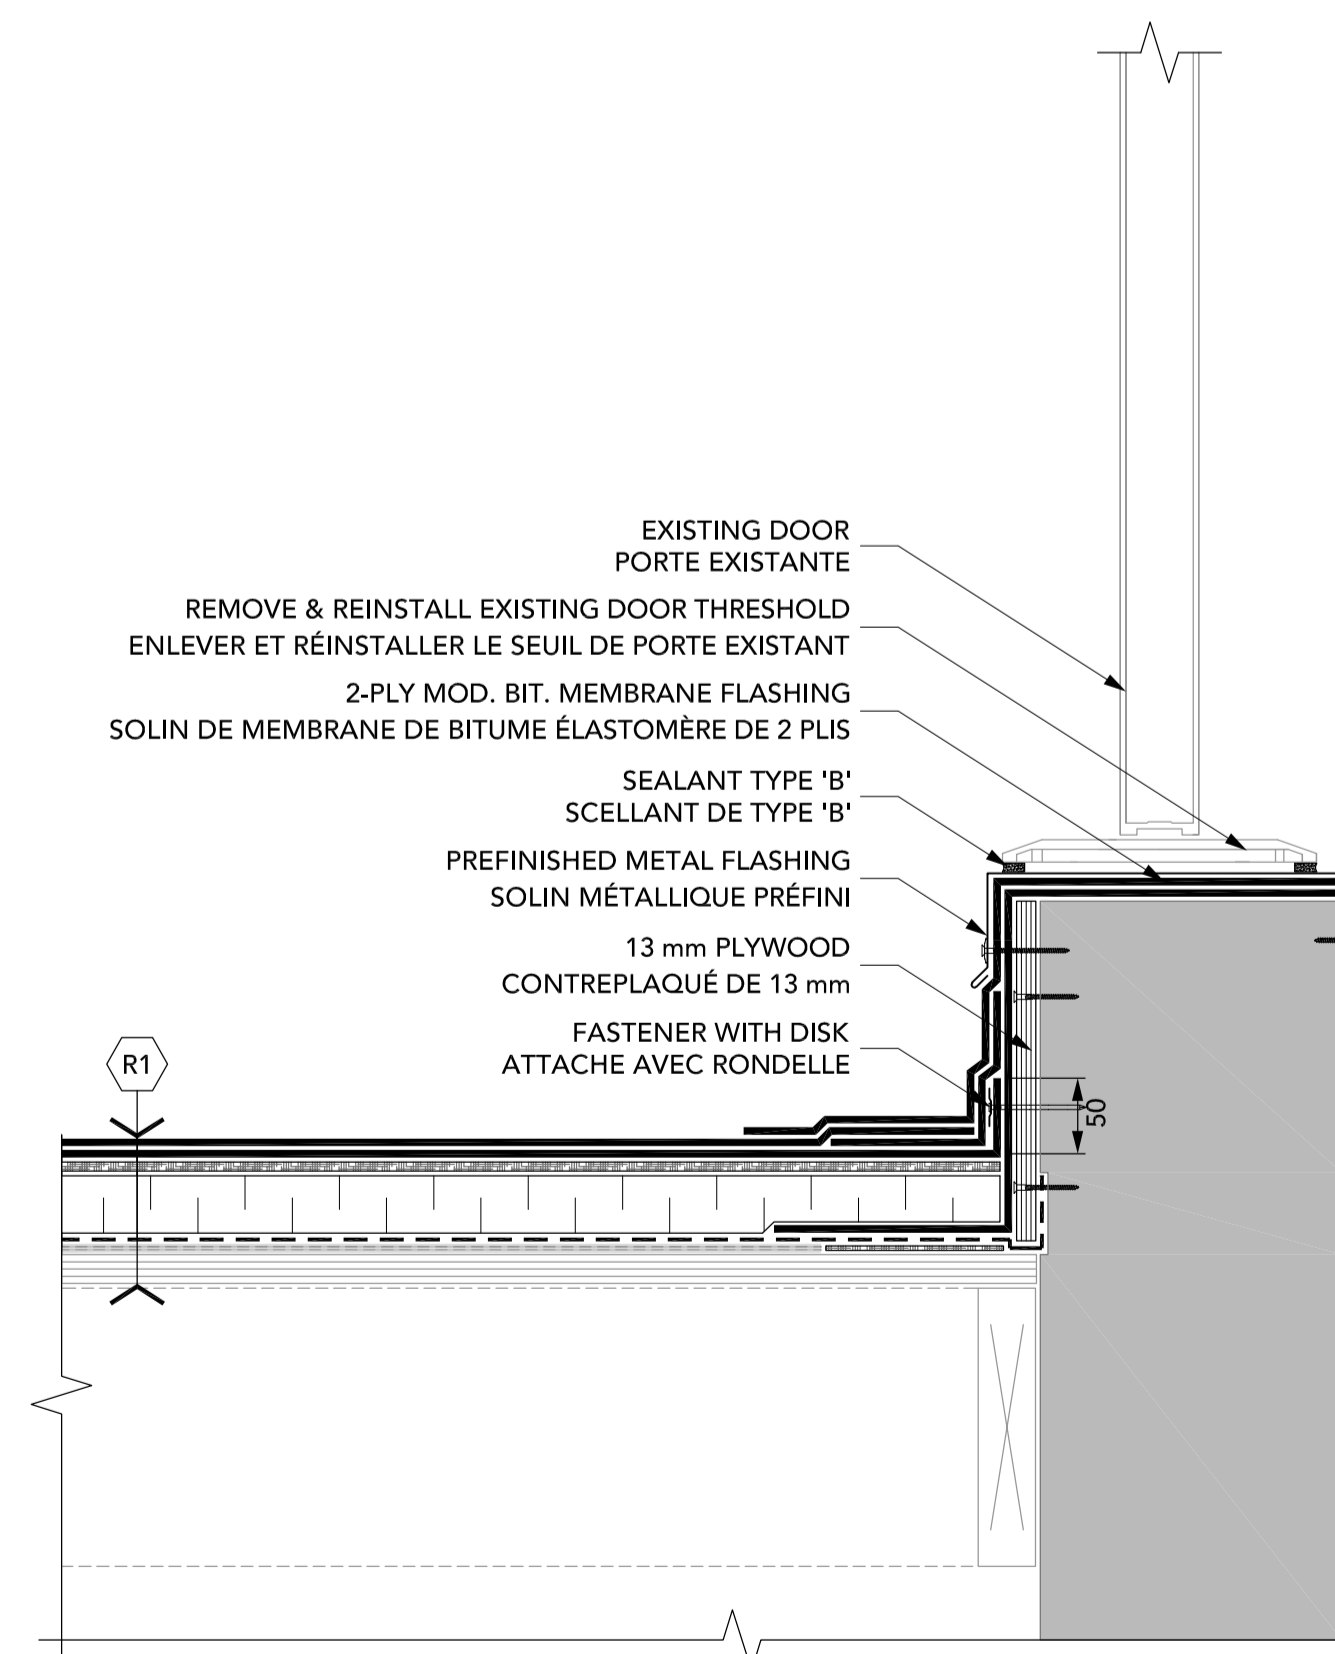 EXISTING DOOR
PORTE EXISTANTE
REMOVE & REINSTALL EXISTING DOOR THRESHOLD
ENLEVER ET RÉINSTALLER LE SEUIL DE PORTE EXISTANT
2-PLY MOD. BIT. MEMBRANE FLASHING
SOLIN DE MEMBRANE DE BITUME ÉLASTOMÈRE DE 2 PLIS
SEALANT TYPE 'B'
SCELLANT DE TYPE 'B'
PREFINISHED METAL FLASHING
SOLIN MÉTALLIQUE PRÉFINI
13 mm PLYWOOD
CONTREPLAQUÉ DE 13 mm
FASTENER WITH DISK
ATTACHE AVEC RONDELLE
R1
50